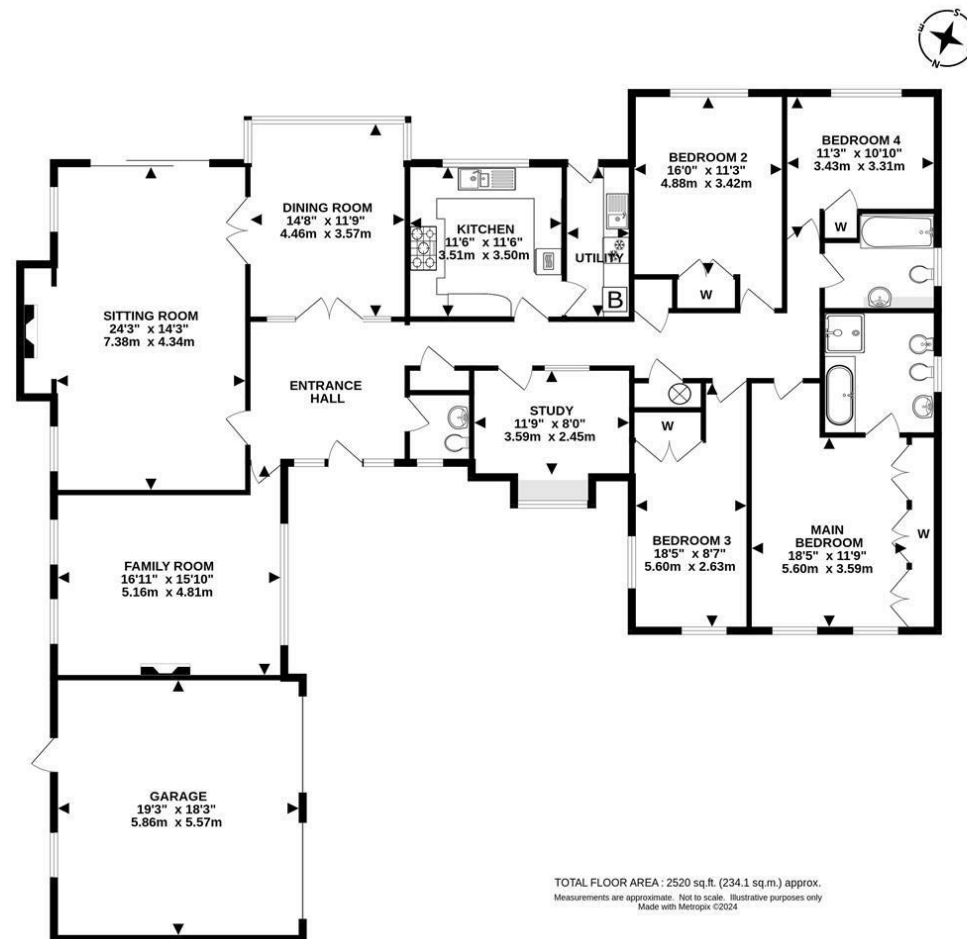 S
E
N
BEDROOM 2
16'0" x 11'3"
4.88m x 3.42m
BEDROOM 4
11'3" x 10'10"
3.43m x 3.31m
DINING ROOM
14'8" x 11'9"
4.46m x 3.57m
KITCHEN
11'6" x 11'6"
3.51m x 3.50m
UTILITY
B
W
W
SITTING ROOM
24'3" x 14'3"
7.38m x 4.34m
ENTRANCE
HALL
STUDY
11'9" x 8'0"
3.59m x 2.45m
W
BEDROOM 3
18'5" x 8'7"
5.60m x 2.63m
MAIN
BEDROOM
18'5" x 11'9"
5.60m x 3.59m
W
FAMILY ROOM
16'11" x 15'10"
5.16m x 4.81m
GARAGE
19'3" x 18'3"
5.86m x 5.57m
TOTAL FLOOR AREA : 2520 sq.ft. (234.1 sq.m.) approx.
Measurements are approximate. Not to scale. Illustrative purposes only
Made with Metropix ©2024